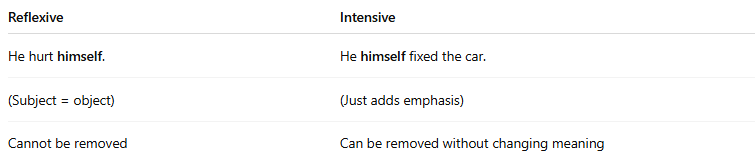 Reflexive Intensive
He hurt himself. He himself fixed the car.
(Subject = object) (Just adds emphasis)
Cannot be removed Can be removed without changing meaning